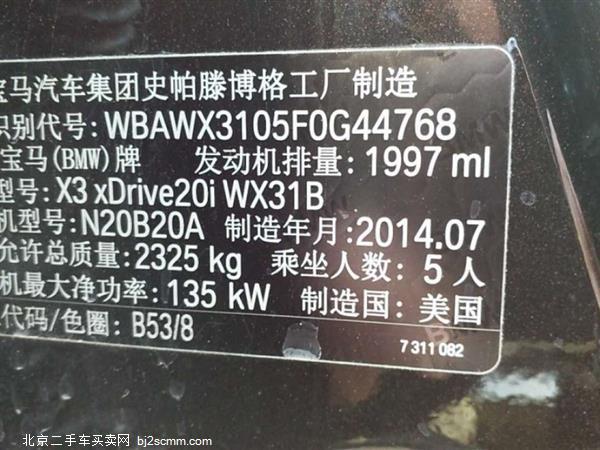 宝马汽车集团史帕滕博格工厂制造
识别代号: WBAWX3105F0G44768
宝马(BMW)牌 发动机排量: 1997 ml
型号: X3 xDrive20i WX31B
机型号: N20B20A 制造年月: 2014.07
允许总质量: 2325 kg 乘坐人数: 5 人
机最大净功率: 135 kW 制造国: 美国
代码/色圈: B53/8
7 311 082
北京二手车买卖网 bj2scmm.com